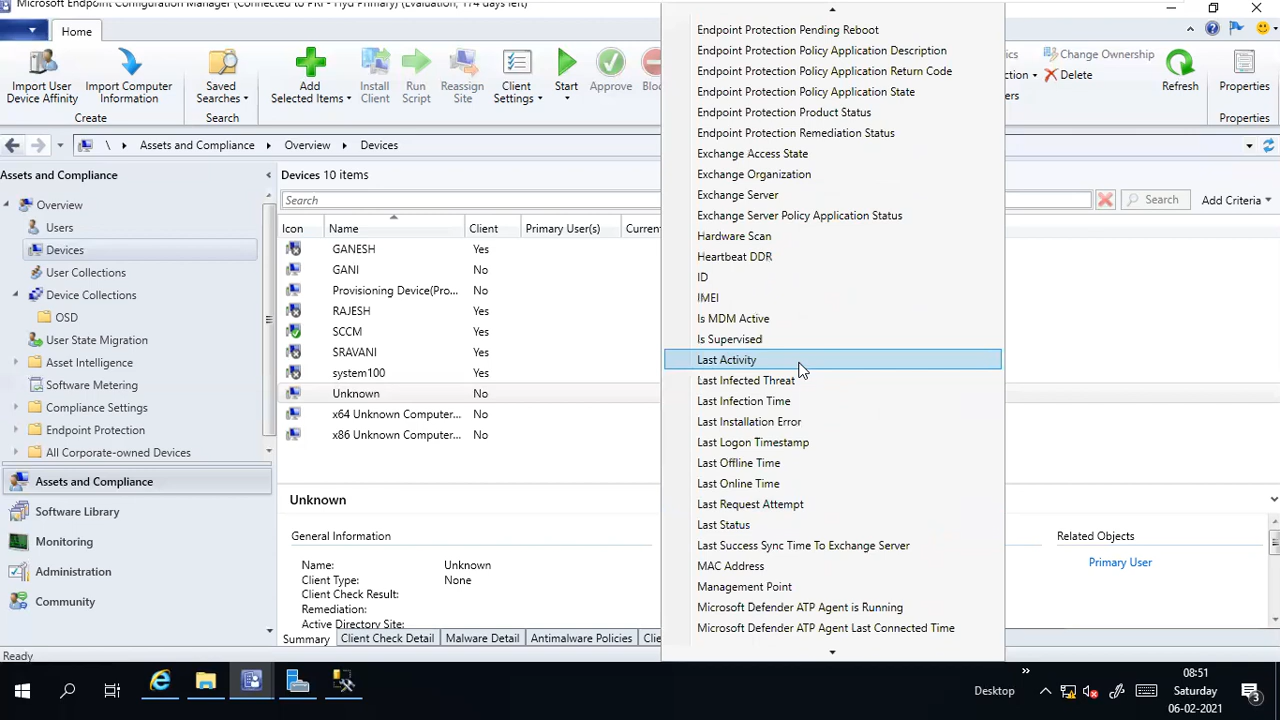 Microsoft Endpoint Configuration Manager (Connected to PRI - Hyd Primary) (Evaluation, 174 days left)
Home
Import User
Device Affinity
Import Computer
Information
Create
Saved
Searches
Search
Add
Selected Items
Install
Client
Run
Script
Reassign
Site
Client
Settings
Start
Approve
Bloc
Change Ownership
Delete
Refresh
Properties
Properties
\ Assets and Compliance Overview Devices
Assets and Compliance
Overview
Users
Devices
User Collections
Device Collections
OSD
User State Migration
Asset Intelligence
Software Metering
Compliance Settings
Endpoint Protection
All Corporate-owned Devices
Assets and Compliance
Software Library
Monitoring
Administration
Community
Ready
Devices 10 items
Search
Search
Add Criteria
Icon Name Client Primary User(s) Current
GANESH Yes
GANI No
Provisioning Device(Pro... No
RAJESH Yes
SCCM Yes
SRAVANI Yes
system100 Yes
Unknown No
x64 Unknown Computer... No
x86 Unknown Computer... No
Unknown
General Information
Name: Unknown
Client Type: None
Client Check Result:
Remediation:
Active Directory Site:
Related Objects
Primary User
Summary Client Check Detail Malware Detail Antimalware Policies Clie
Endpoint Protection Pending Reboot
Endpoint Protection Policy Application Description
Endpoint Protection Policy Application Return Code
Endpoint Protection Policy Application State
Endpoint Protection Product Status
Endpoint Protection Remediation Status
Exchange Access State
Exchange Organization
Exchange Server
Exchange Server Policy Application Status
Hardware Scan
Heartbeat DDR
ID
IMEI
Is MDM Active
Is Supervised
Last Activity
Last Infected Threat
Last Infection Time
Last Installation Error
Last Logon Timestamp
Last Offline Time
Last Online Time
Last Request Attempt
Last Status
Last Success Sync Time To Exchange Server
MAC Address
Management Point
Microsoft Defender ATP Agent is Running
Microsoft Defender ATP Agent Last Connected Time
Desktop
08:51
Saturday
06-02-2021
3